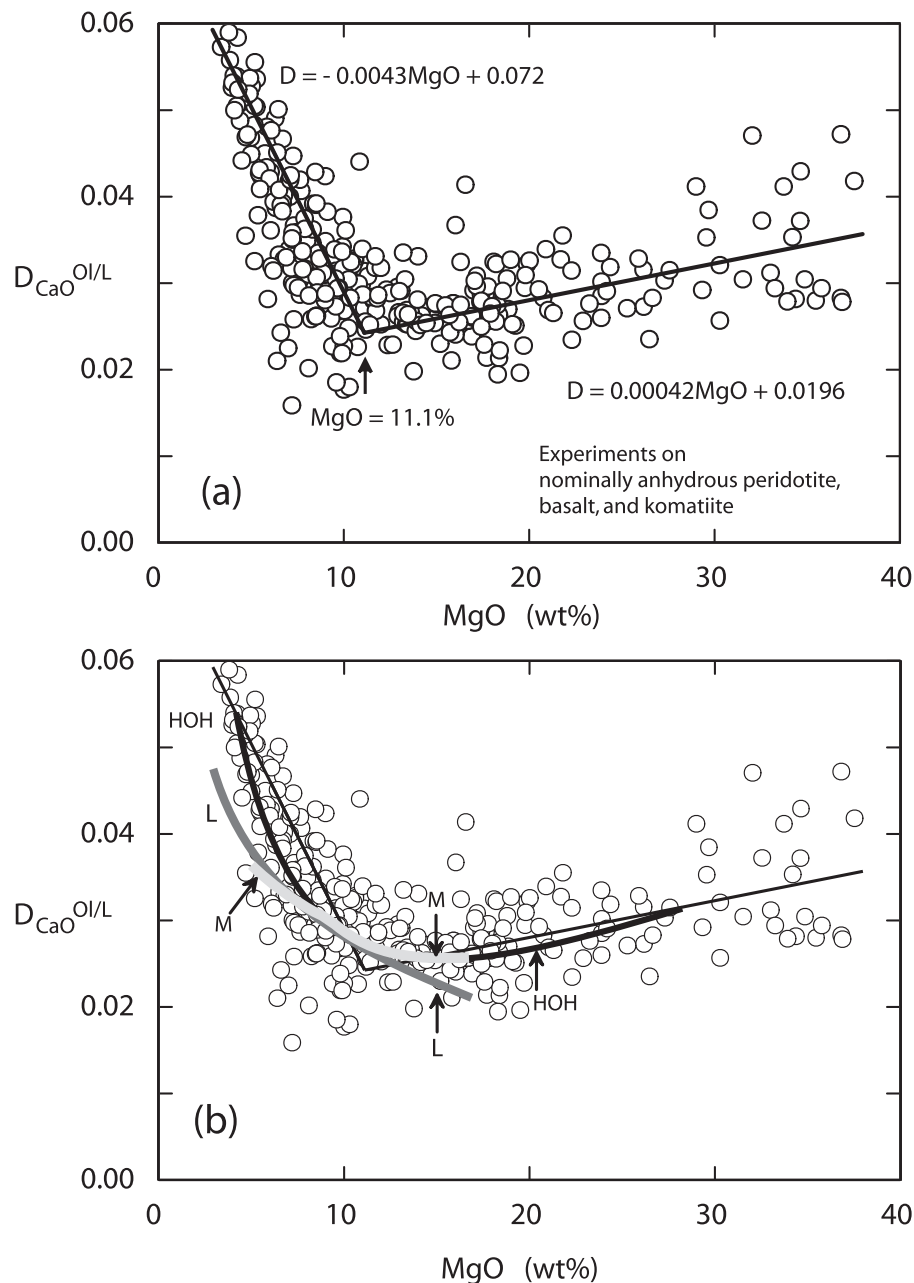 0.06
D = - 0.0043MgO + 0.072
0.04
D_CaO^Ol/L
0.02
D = 0.00042MgO + 0.0196
MgO = 11.1%
Experiments on
nominally anhydrous peridotite,
basalt, and komatiite
(a)
0.00
0 10 20 30 40
MgO (wt%)
0.06
HOH
L
0.04
M
M
D_CaO^Ol/L
0.02
HOH
L
(b)
0.00
0 10 20 30 40
MgO (wt%)